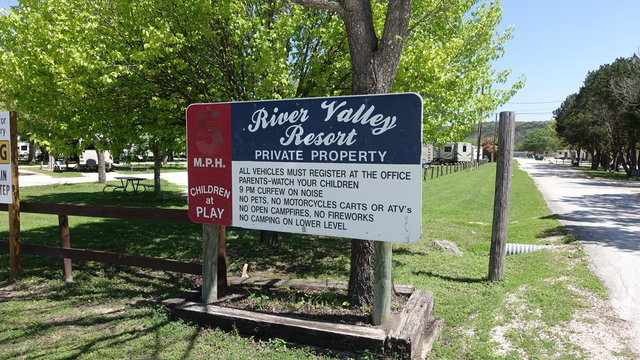 5
M.P.H.
CHILDREN
at
PLAY
River Valley
Resort
PRIVATE PROPERTY
ALL VEHICLES MUST REGISTER AT THE OFFICE
PARENTS-WATCH YOUR CHILDREN
9 PM CURFEW ON NOISE
NO PETS, NO MOTORCYCLES CARTS OR ATV's
NO OPEN CAMPFIRES, NO FIREWORKS
NO CAMPING ON LOWER LEVEL